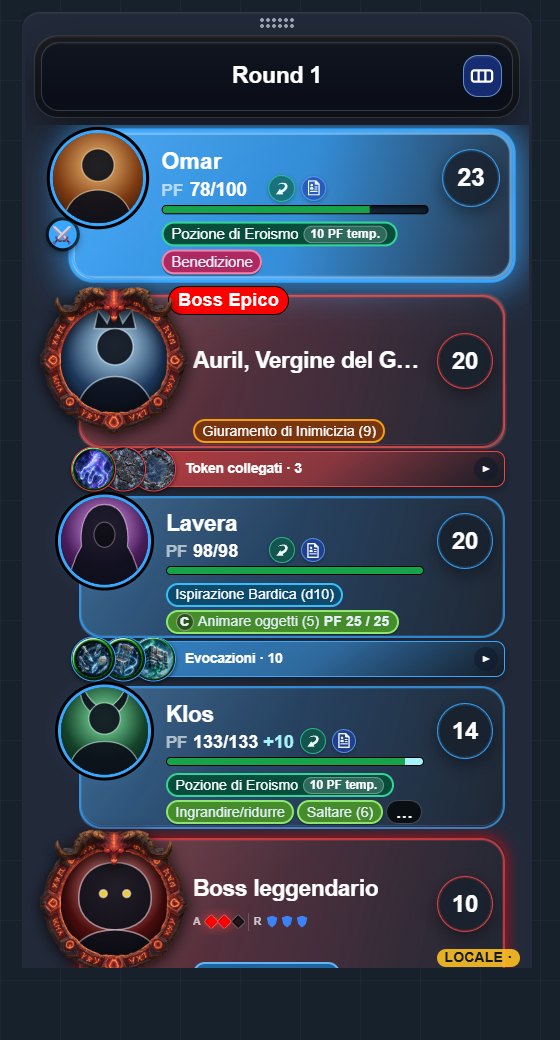 Round 1
Omar
PF 78/100
23
Pozione di Eroismo 10 PF temp.
Benedizione
Boss Epico
Auril, Vergine del G...
20
Giuramento di Inimicizia (9)
Token collegati · 3
Lavera
PF 98/98
20
Ispirazione Bardica (d10)
C Animare oggetti (5) PF 25 / 25
Evocazioni · 10
Klos
PF 133/133 +10
14
Pozione di Eroismo 10 PF temp.
Ingrandire/ridurre Saltare (6) ...
Boss leggendario
A R
10
LOCALE ·